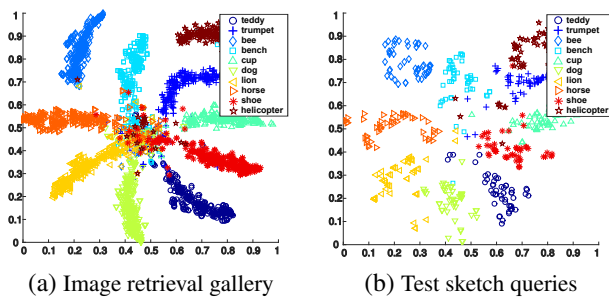 1
0.9
0.8
0.7
0.6
0.5
0.4
0.3
0.2
0.1
0
0 0.1 0.2 0.3 0.4 0.5 0.6 0.7 0.8 0.9 1
teddy
trumpet
bee
bench
cup
dog
lion
horse
shoe
helicopter
(a) Image retrieval gallery
1
0.9
0.8
0.7
0.6
0.5
0.4
0.3
0.2
0.1
0
0 0.1 0.2 0.3 0.4 0.5 0.6 0.7 0.8 0.9 1
teddy
trumpet
bee
bench
cup
dog
lion
horse
shoe
helicopter
(b) Test sketch queries